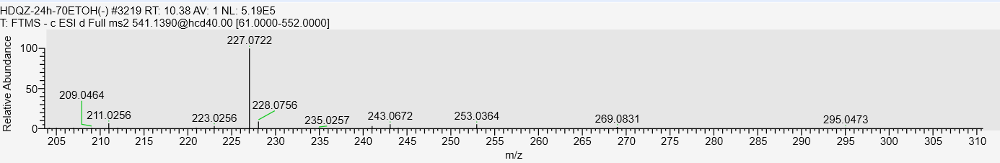 HDQZ-24h-70ETOH(-) #3219 RT: 10.38 AV: 1 NL: 5.19E5
T: FTMS - c ESI d Full ms2 541.1390@hcd40.00 [61.0000-552.0000]
227.0722
100
209.0464
228.0756
50
211.0256 223.0256 235.0257 243.0672 253.0364 269.0831 295.0473
0
205 210 215 220 225 230 235 240 245 250 255 260 265 270 275 280 285 290 295 300 305 310
m/z
Relative Abundance